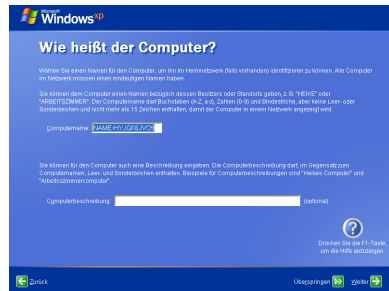 Microsoft
Windows xp
Wie heißt der Computer?
Wählen Sie einen Namen für den Computer, um ihn im Heimnetzwerk (falls vorhanden) identifizieren zu können. Alle Computer
im Netzwerk müssen einen eindeutigen Namen haben.
Sie können dem Computer einen Namen bezüglich dessen Besitzers oder Standorts geben, z. B. "HEIKE" oder
"ARBEITSZIMMER". Der Computername darf Buchstaben (A-Z, a-z), Zahlen (0-9) und Bindestriche, aber keine Leer- oder
Sonderzeichen und nicht mehr als 15 Zeichen enthalten, damit der Computer in einem Netzwerk angezeigt wird.
Computername:
Sie können für den Computer auch eine Beschreibung eingeben. Die Computerbeschreibung darf, im Gegensatz zum
Computernamen, Leer- und Sonderzeichen enthalten. Beispiele für Computerbeschreibungen sind "Heikes Computer" und
"Arbeitszimmercomputer".
Computerbeschreibung: (optional)
Drücken Sie die F1-Taste,
um die Hilfe anzuzeigen.
Zurück Überspringen Weiter